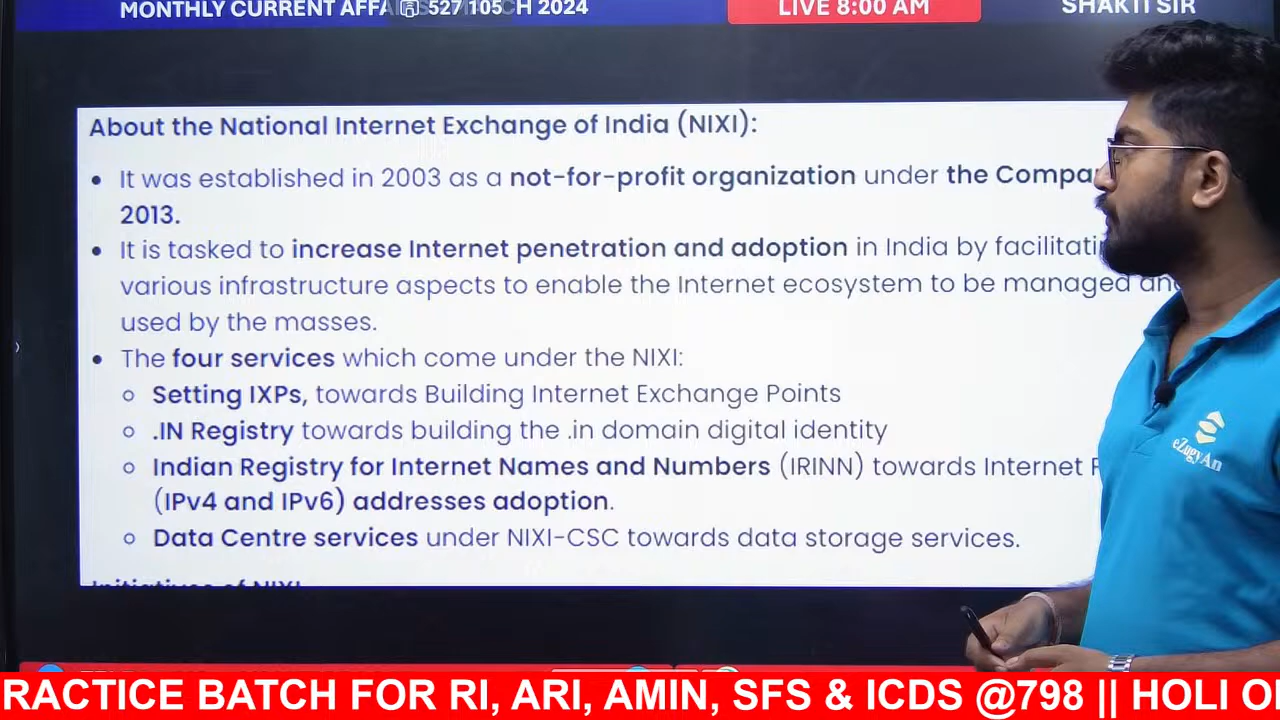 MONTHLY CURRENT AFFA 527 105 CH 2024
LIVE 8:00 AM
SHAKTI SIR
About the National Internet Exchange of India (NIXI):
• It was established in 2003 as a not-for-profit organization under the Compa
2013.
• It is tasked to increase Internet penetration and adoption in India by facilitati
various infrastructure aspects to enable the Internet ecosystem to be managed and
used by the masses.
• The four services which come under the NIXI:
Setting IXPs, towards Building Internet Exchange Points
.IN Registry towards building the .in domain digital identity
Indian Registry for Internet Names and Numbers (IRINN) towards Internet
(IPv4 and IPv6) addresses adoption.
Data Centre services under NIXI-CSC towards data storage services.
Initiatives of NIXI
eZugyAn
RACTICE BATCH FOR RI, ARI, AMIN, SFS & ICDS @798 || HOLI